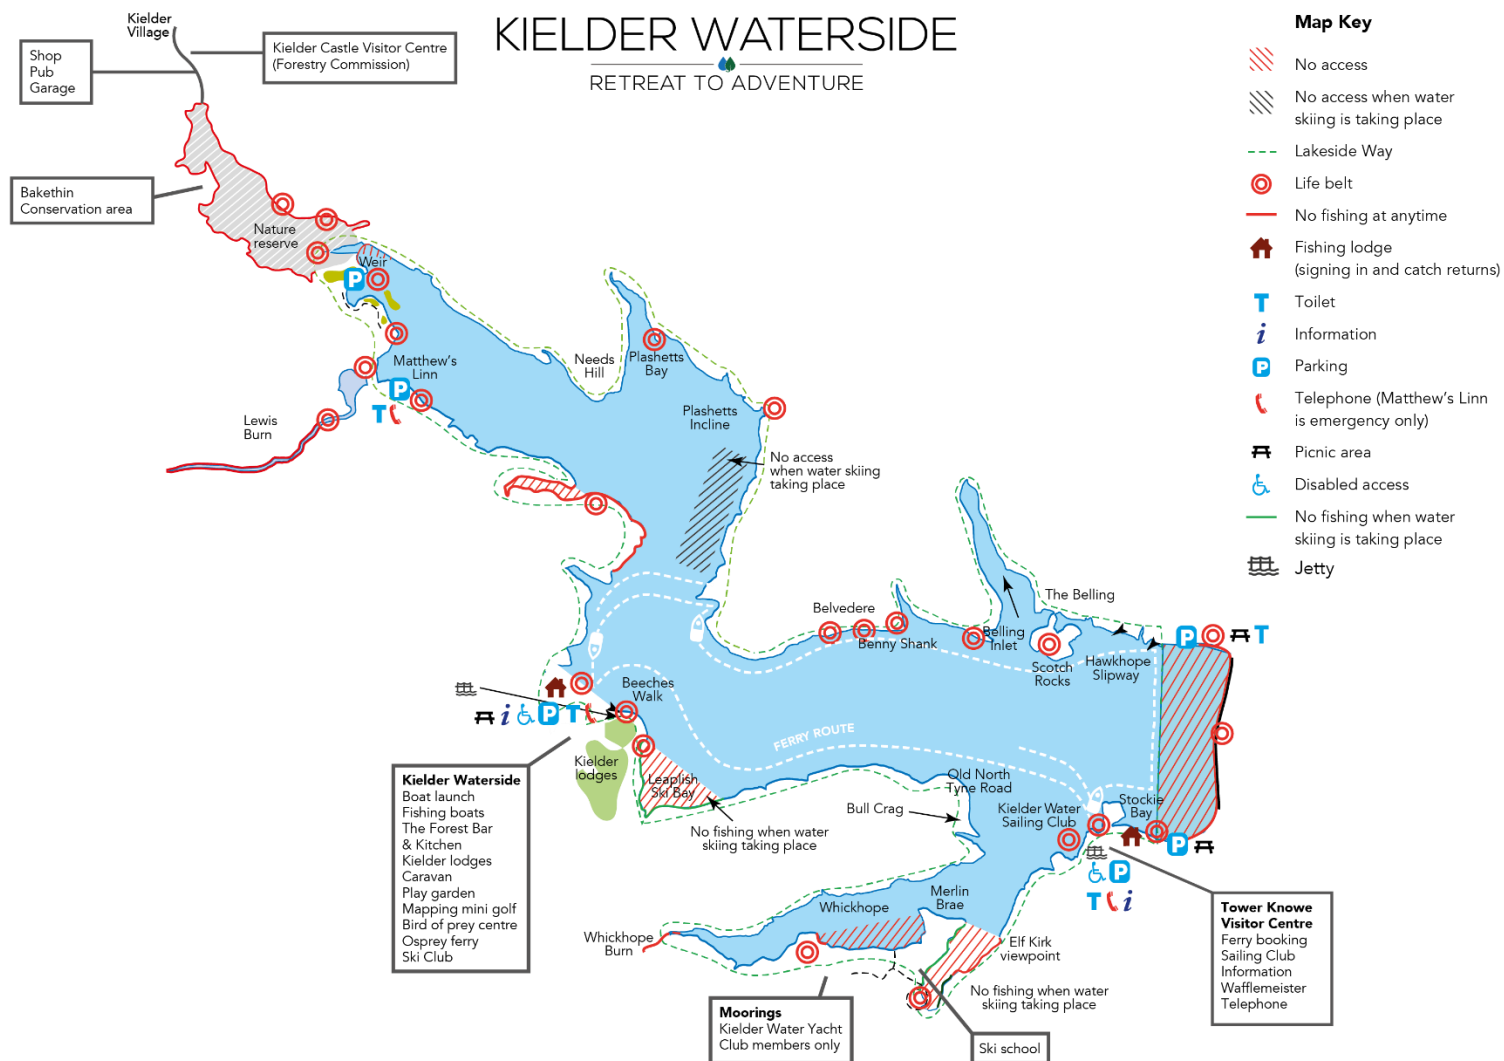 KIELDER WATERSIDE
RETREAT TO ADVENTURE
Kielder
Village
Shop
Pub
Garage
Kielder Castle Visitor Centre
(Forestry Commission)
Bakethin
Conservation area
Nature
reserve
Weir
P
Matthew's
Linn
P
T
Lewis
Burn
Needs
Hill
Plashetts
Bay
Plashetts
Incline
No access
when water skiing
taking place
Belvedere
Benny Shank
Belling
Inlet
The Belling
Scotch
Rocks
Hawkhope
Slipway
P
T
Beeches
Walk
i
P
T
Kielder
lodges
Leaplish
Ski Bay
FERRY ROUTE
No fishing when water
skiing taking place
Old North
Tyne Road
Bull Crag
Kielder Water
Sailing Club
Stockie
Bay
P
P
T
i
Merlin
Brae
Whickhope
Whickhope
Burn
Elf Kirk
viewpoint
No fishing when water
skiing taking place
Kielder Waterside
Boat launch
Fishing boats
The Forest Bar
& Kitchen
Kielder lodges
Caravan
Play garden
Mapping mini golf
Bird of prey centre
Osprey ferry
Ski Club
Moorings
Kielder Water Yacht
Club members only
Ski school
Tower Knowe
Visitor Centre
Ferry booking
Sailing Club
Information
Wafflemeister
Telephone
Map Key
No access
No access when water
skiing is taking place
Lakeside Way
Life belt
No fishing at anytime
Fishing lodge
(signing in and catch returns)
T Toilet
i Information
P Parking
Telephone (Matthew's Linn
is emergency only)
Picnic area
Disabled access
No fishing when water
skiing is taking place
Jetty